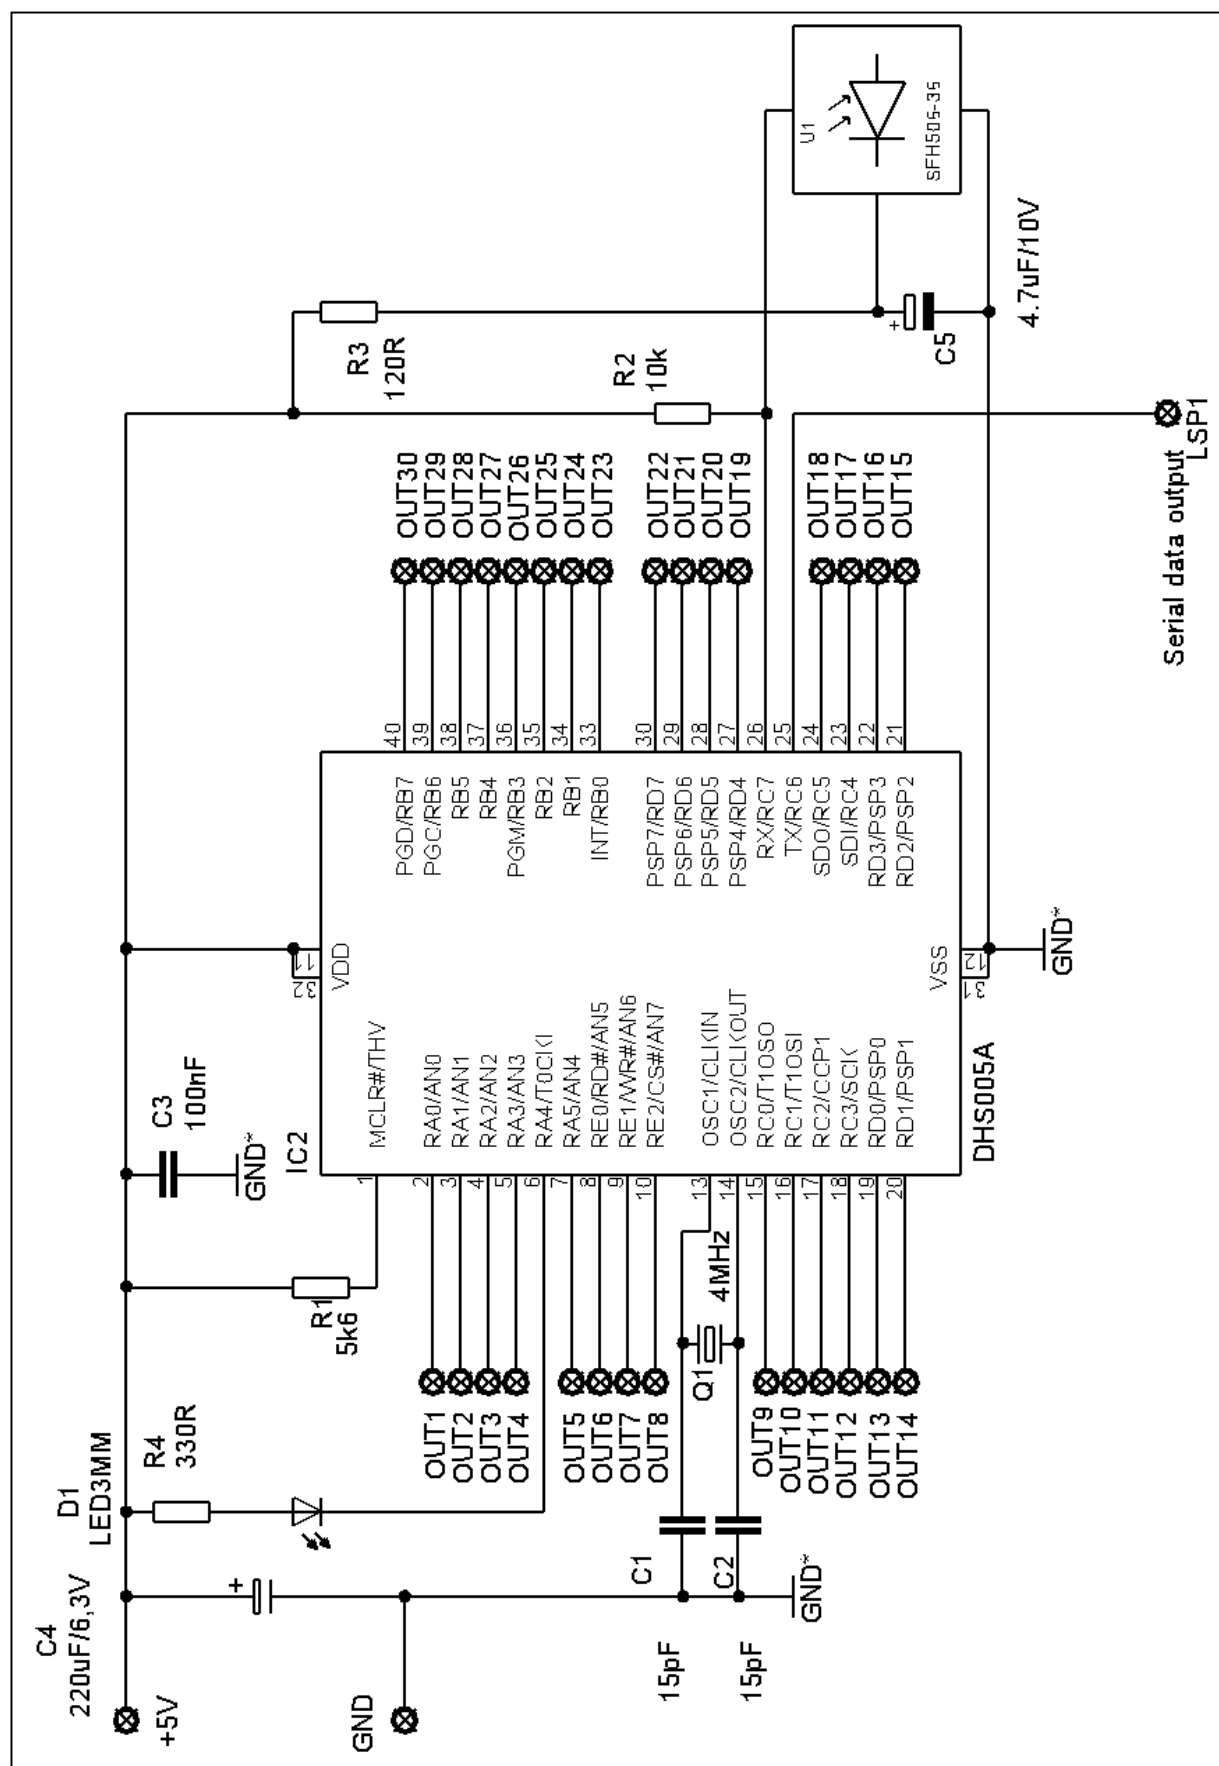 C4
220uF/6,3V
+5V
GND
D1
LED3MM
R4
330R
R1
5k6
C3
100nF
GND*
IC2
DHS005A
OUT1
OUT2
OUT3
OUT4
OUT5
OUT6
OUT7
OUT8
Q1
4MHz
C1
15pF
C2
15pF
GND*
OUT9
OUT10
OUT11
OUT12
OUT13
OUT14
1
2
3
4
5
6
7
8
9
10
13
14
15
16
17
18
19
20
MCLR#/THV
RA0/AN0
RA1/AN1
RA2/AN2
RA3/AN3
RA4/T0CKI
RA5/AN4
RE0/RD#/AN5
RE1/WR#/AN6
RE2/CS#/AN7
OSC1/CLKIN
OSC2/CLKOUT
RC0/T1OSO
RC1/T1OSI
RC2/CCP1
RC3/SCK
RD0/PSP0
RD1/PSP1
32
11
VDD
VSS
31
12
GND*
PGD/RB7
PGC/RB6
RB5
RB4
PGM/RB3
RB2
RB1
INT/RB0
PSP7/RD7
PSP6/RD6
PSP5/RD5
PSP4/RD4
RX/RC7
TX/RC6
SDO/RC5
SDI/RC4
RD3/PSP3
RD2/PSP2
40
39
38
37
36
35
34
33
30
29
28
27
26
25
24
23
22
21
OUT30
OUT29
OUT28
OUT27
OUT26
OUT25
OUT24
OUT23
OUT22
OUT21
OUT20
OUT19
OUT18
OUT17
OUT16
OUT15
R3
120R
R2
10k
+
C5
4.7uF/10V
U1
SFH506-36
Serial data output
LSP1
+